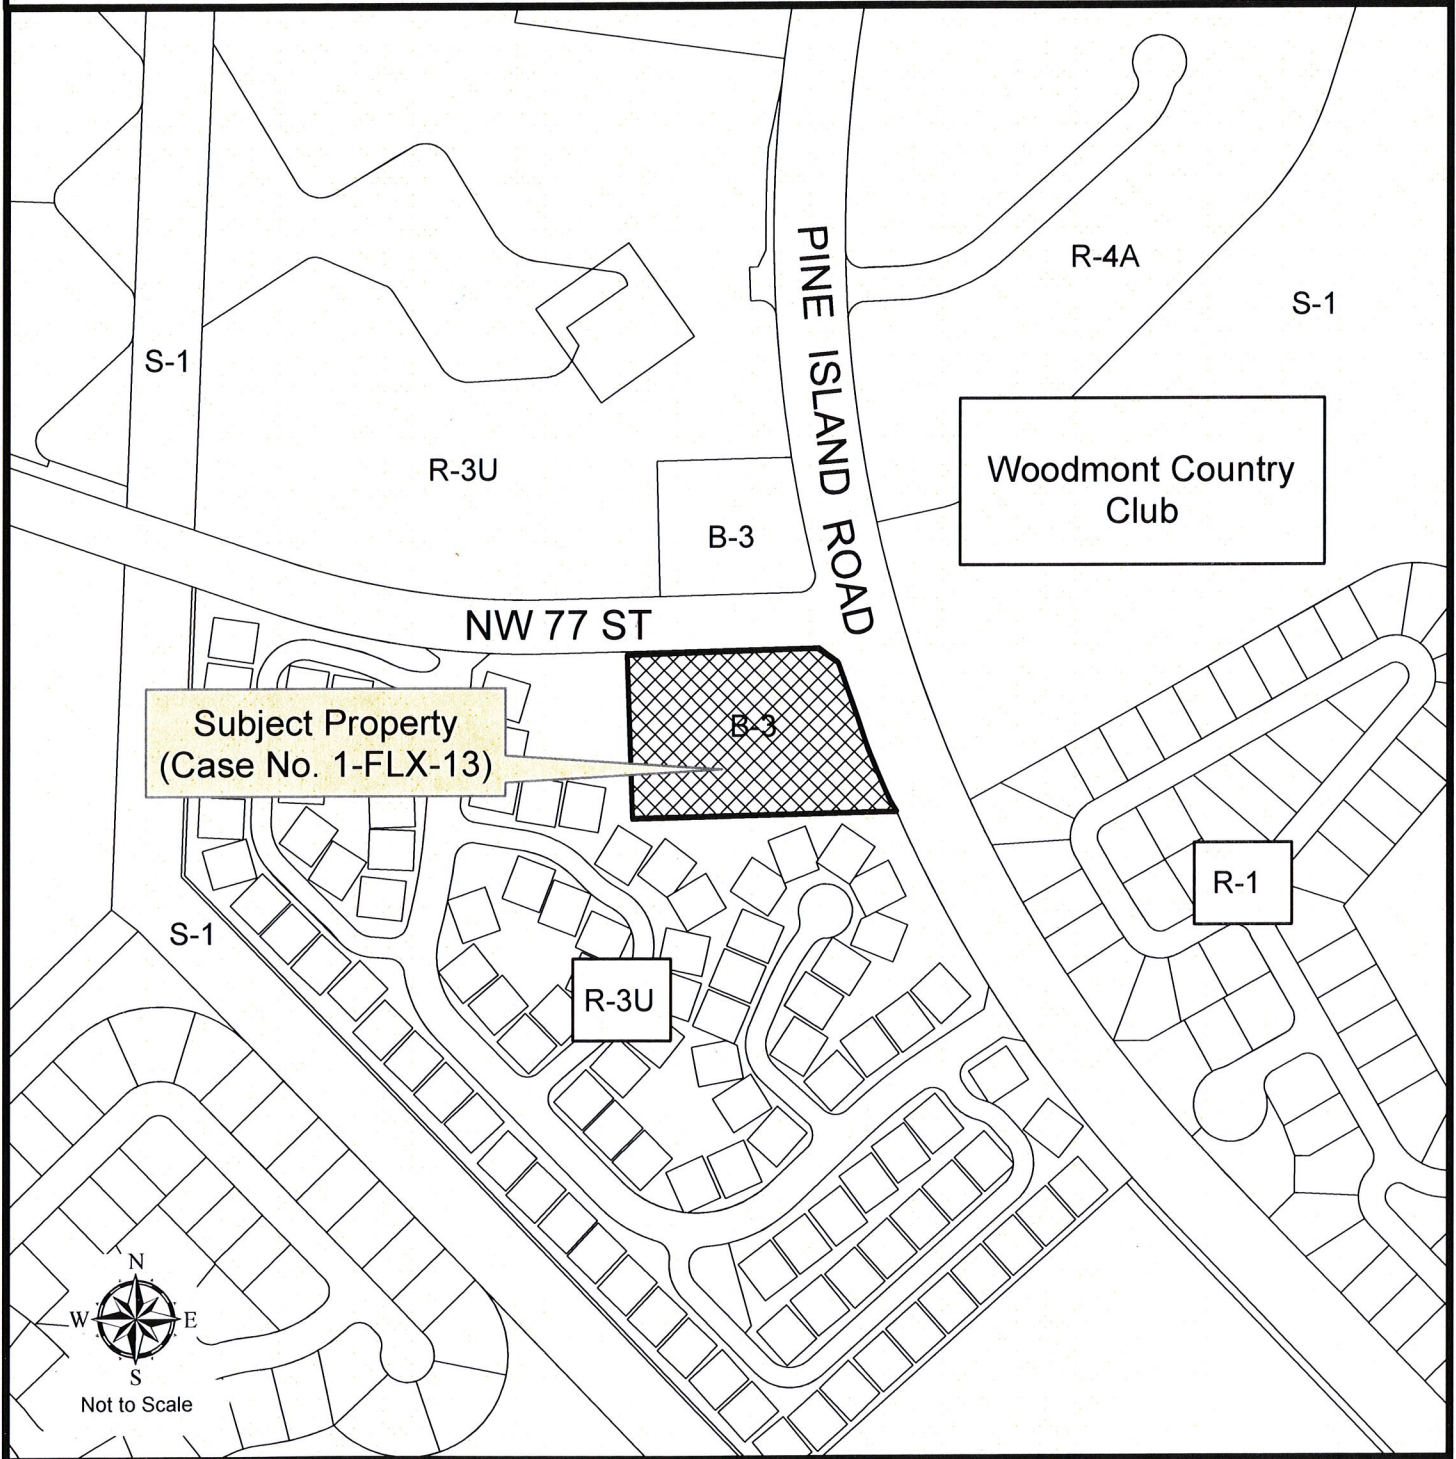 PINE ISLAND ROAD
R-4A
S-1
S-1
Woodmont Country
Club
R-3U
B-3
NW 77 ST
Subject Property
(Case No. 1-FLX-13)
B-3
R-1
S-1
R-3U
N
W E
S
Not to Scale